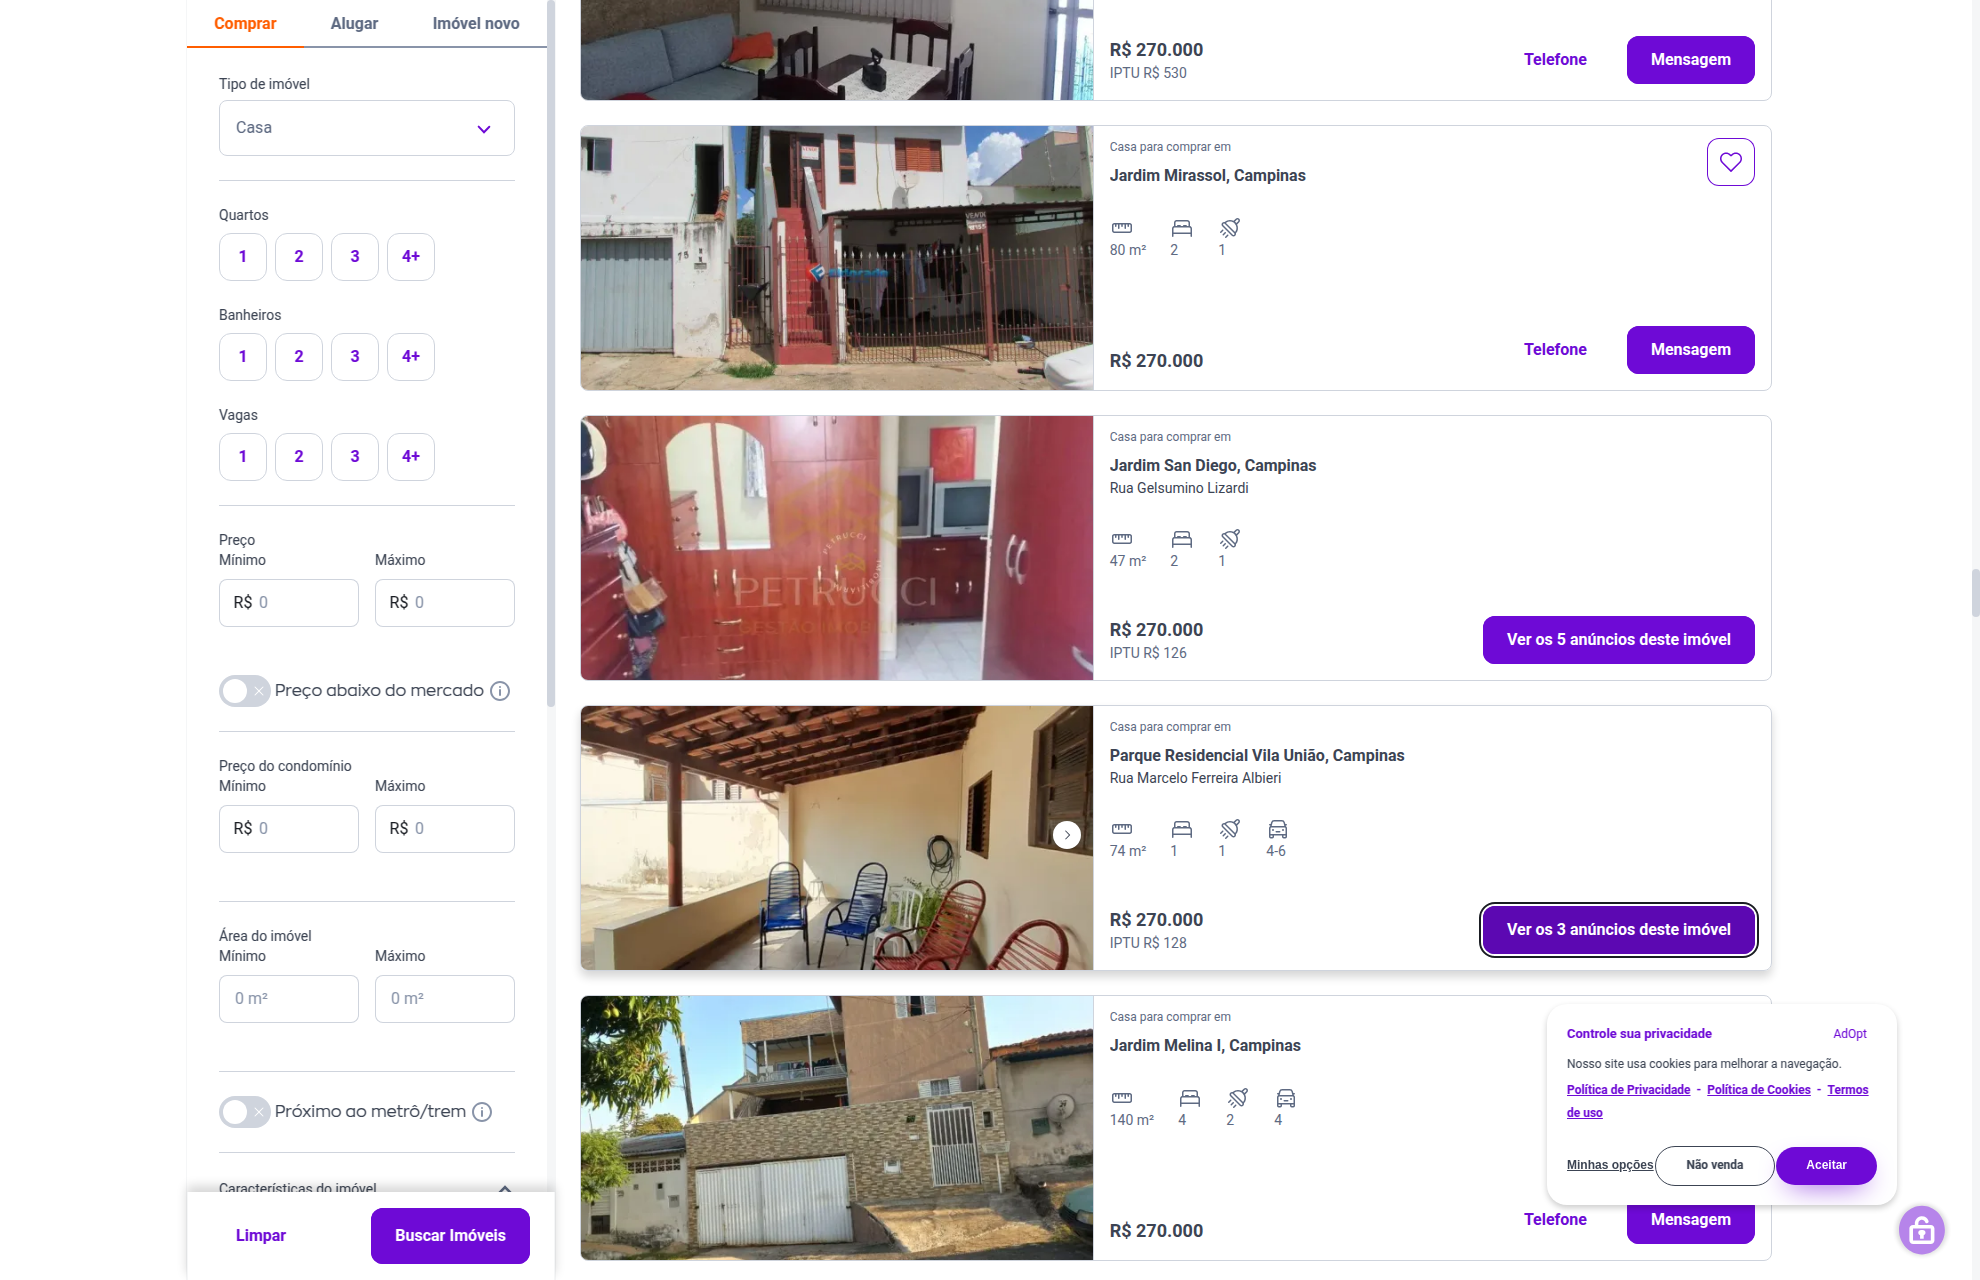 Comprar
Alugar
Imóvel novo
Tipo de imóvel
Casa
Quartos
1
2
3
4+
Banheiros
1
2
3
4+
Vagas
1
2
3
4+
Preço
Mínimo
Máximo
R$ 0
R$ 0
Preço abaixo do mercado
Preço do condomínio
Mínimo
Máximo
R$ 0
R$ 0
Área do imóvel
Mínimo
Máximo
0 m²
0 m²
Próximo ao metrô/trem
Características do imóvel
Limpar
Buscar Imóveis
R$ 270.000
IPTU R$ 530
Telefone
Mensagem
Casa para comprar em
Jardim Mirassol, Campinas
80 m²
2
1
R$ 270.000
Telefone
Mensagem
PETRUCCI
Casa para comprar em
Jardim San Diego, Campinas
Rua Gelsumino Lizardi
47 m²
2
1
R$ 270.000
IPTU R$ 126
Ver os 5 anúncios deste imóvel
Casa para comprar em
Parque Residencial Vila União, Campinas
Rua Marcelo Ferreira Albieri
74 m²
1
1
4-6
R$ 270.000
IPTU R$ 128
Ver os 3 anúncios deste imóvel
Casa para comprar em
Jardim Melina I, Campinas
140 m²
4
2
4
R$ 270.000
Telefone
Mensagem
Controle sua privacidade
AdOpt
Nosso site usa cookies para melhorar a navegação.
Política de Privacidade - Política de Cookies - Termos
de uso
Minhas opções
Não venda
Aceitar